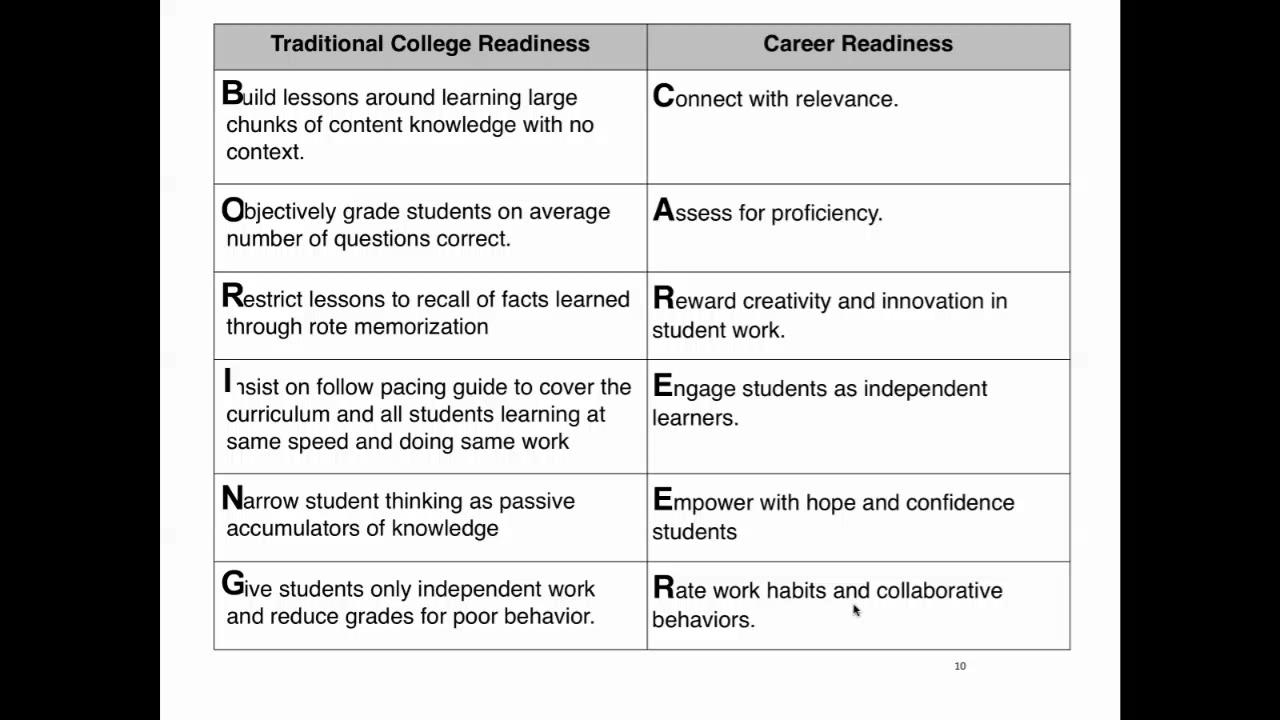 Traditional College Readiness
Career Readiness
Build lessons around learning large
chunks of content knowledge with no
context.
Connect with relevance.
Objectively grade students on average
number of questions correct.
Assess for proficiency.
Restrict lessons to recall of facts learned
through rote memorization
Reward creativity and innovation in
student work.
Insist on follow pacing guide to cover the
curriculum and all students learning at
same speed and doing same work
Engage students as independent
learners.
Narrow student thinking as passive
accumulators of knowledge
Empower with hope and confidence
students
Give students only independent work
and reduce grades for poor behavior.
Rate work habits and collaborative
behaviors.
10